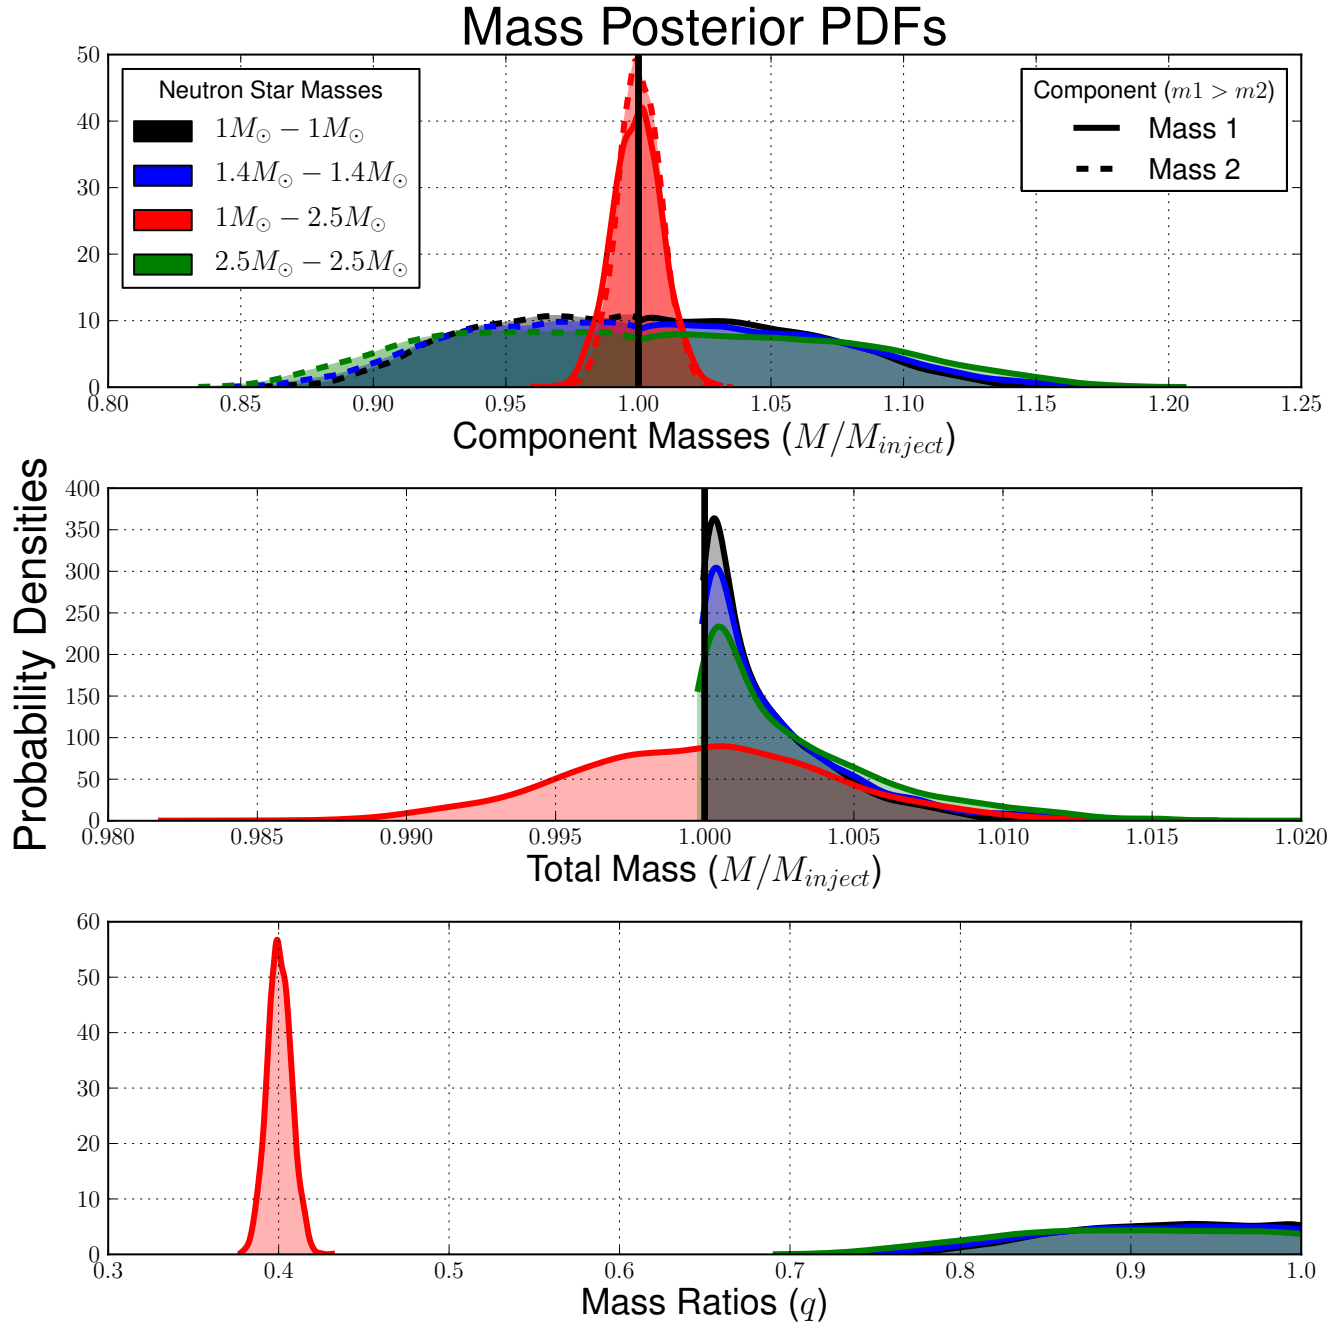 Mass Posterior PDFs
50
40
30
20
10
0
Neutron Star Masses
1M⊙ − 1M⊙
1.4M⊙ − 1.4M⊙
1M⊙ − 2.5M⊙
2.5M⊙ − 2.5M⊙
Component (m1 > m2)
Mass 1
Mass 2
0.80 0.85 0.90 0.95 1.00 1.05 1.10 1.15 1.20 1.25
Component Masses (M/M_inject)
Probability Densities
400
350
300
250
200
150
100
50
0
0.980 0.985 0.990 0.995 1.000 1.005 1.010 1.015 1.020
Total Mass (M/M_inject)
60
50
40
30
20
10
0
0.3 0.4 0.5 0.6 0.7 0.8 0.9 1.0
Mass Ratios (q)